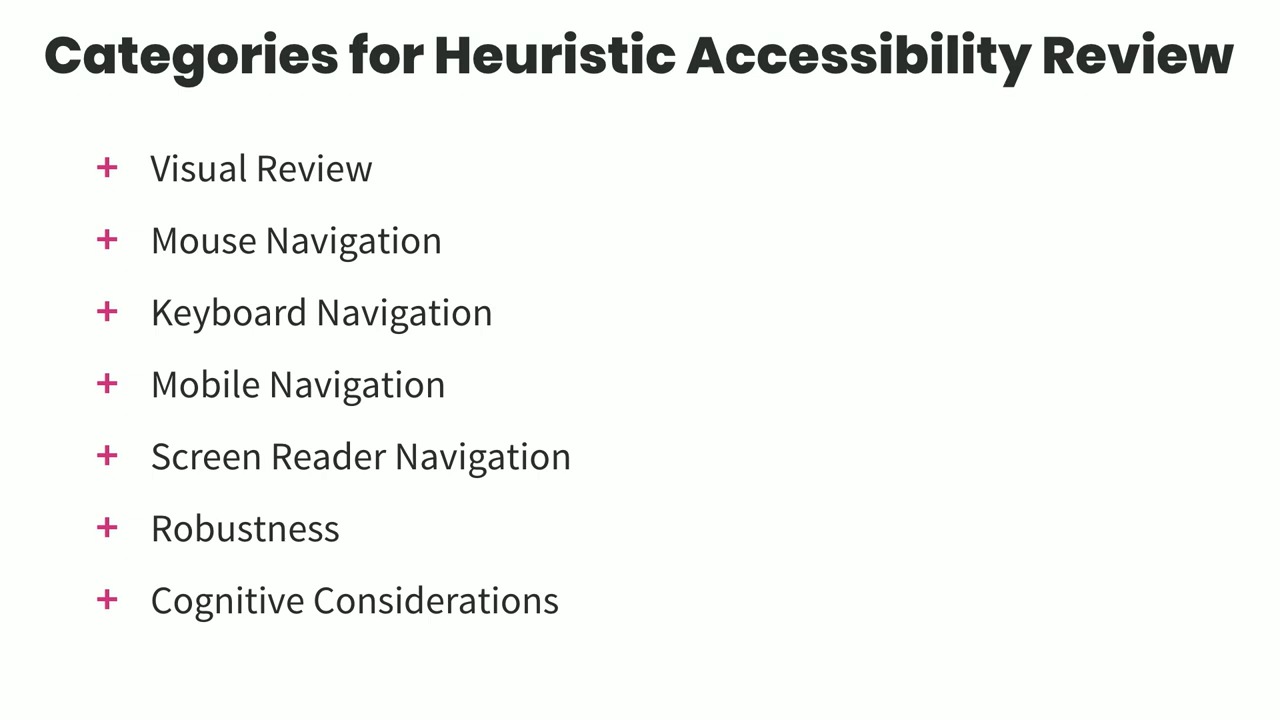 Categories for Heuristic Accessibility Review
+ Visual Review
+ Mouse Navigation
+ Keyboard Navigation
+ Mobile Navigation
+ Screen Reader Navigation
+ Robustness
+ Cognitive Considerations